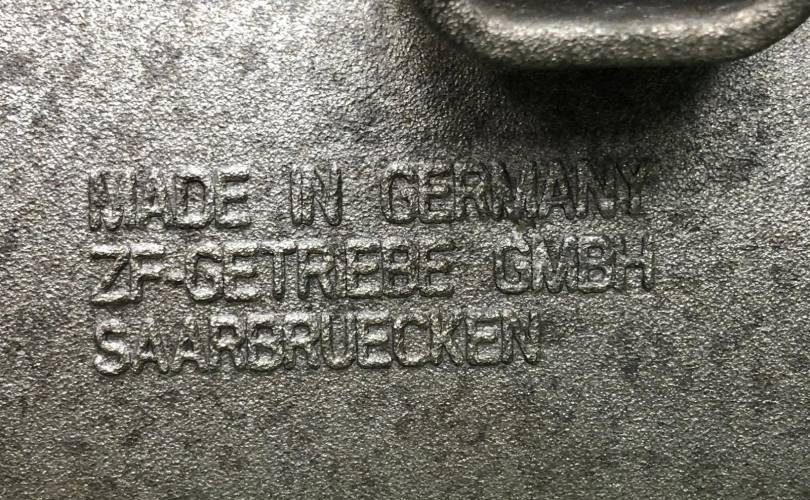 MADE IN GERMANY
ZF-GETRIEBE GMBH
SAARBRUECKEN